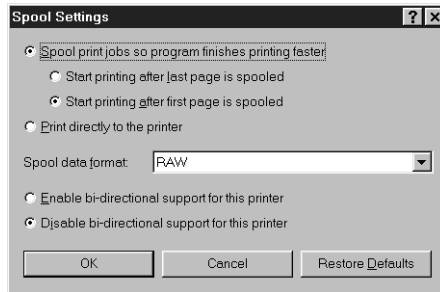 Spool Settings
Spool print jobs so program finishes printing faster
Start printing after last page is spooled
Start printing after first page is spooled
Print directly to the printer
Spool data format: RAW
Enable bi-directional support for this printer
Disable bi-directional support for this printer
OK Cancel Restore Defaults